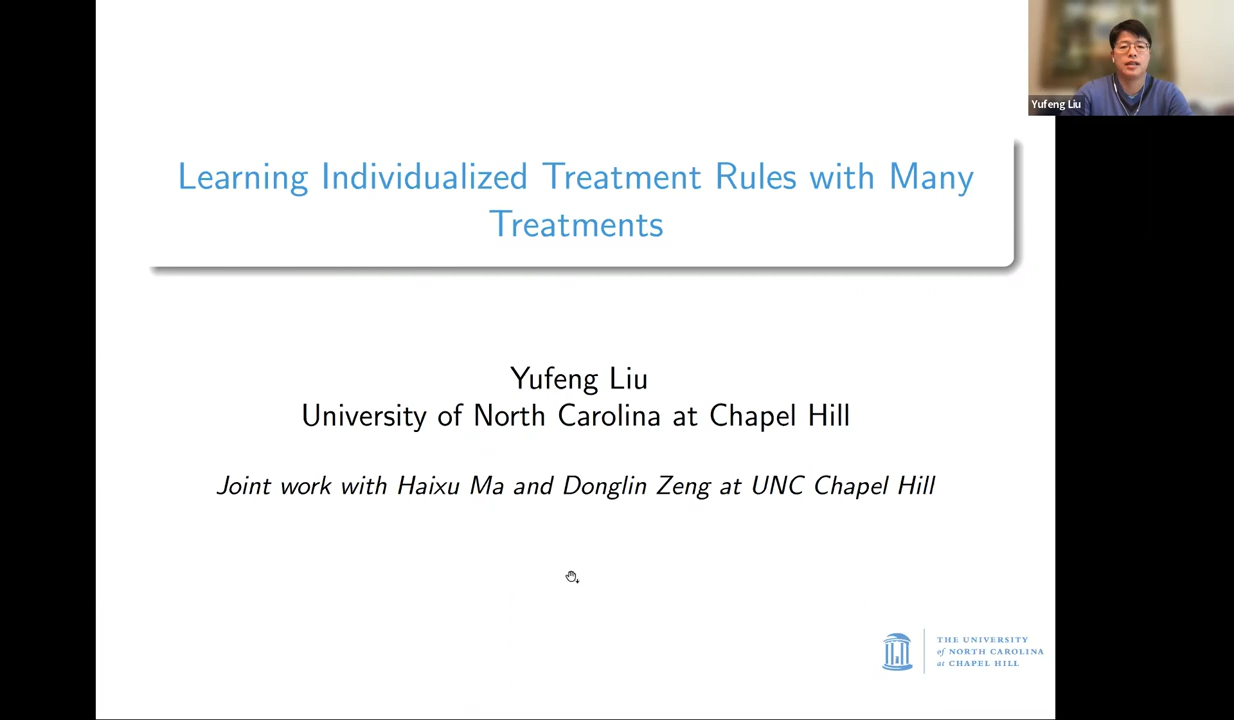 Yufeng Liu
Learning Individualized Treatment Rules with Many
Treatments
Yufeng Liu
University of North Carolina at Chapel Hill
Joint work with Haixu Ma and Donglin Zeng at UNC Chapel Hill
THE UNIVERSITY
of NORTH CAROLINA
at CHAPEL HILL